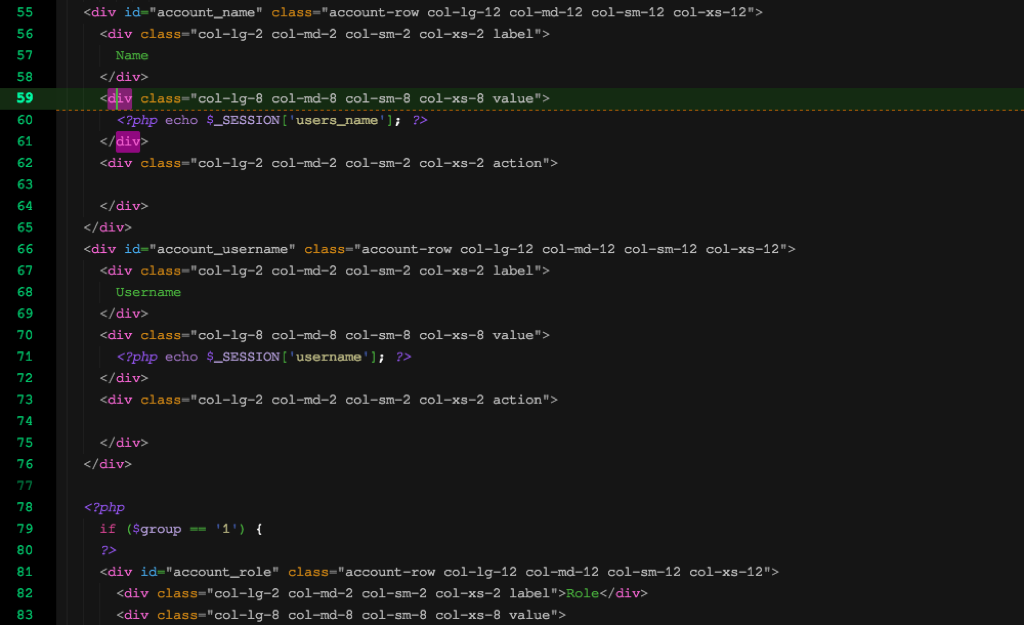 55 <div id="account_name" class="account-row col-lg-12 col-md-12 col-sm-12 col-xs-12">
56 <div class="col-lg-2 col-md-2 col-sm-2 col-xs-2 label">
57 Name
58 </div>
59 <div class="col-lg-8 col-md-8 col-sm-8 col-xs-8 value">
60 <?php echo $_SESSION['users_name']; ?>
61 </div>
62 <div class="col-lg-2 col-md-2 col-sm-2 col-xs-2 action">
63
64 </div>
65 </div>
66 <div id="account_username" class="account-row col-lg-12 col-md-12 col-sm-12 col-xs-12">
67 <div class="col-lg-2 col-md-2 col-sm-2 col-xs-2 label">
68 Username
69 </div>
70 <div class="col-lg-8 col-md-8 col-sm-8 col-xs-8 value">
71 <?php echo $_SESSION['username']; ?>
72 </div>
73 <div class="col-lg-2 col-md-2 col-sm-2 col-xs-2 action">
74
75 </div>
76 </div>
77
78 <?php
79 if ($group == '1') {
80 ?>
81 <div id="account_role" class="account-row col-lg-12 col-md-12 col-sm-12 col-xs-12">
82 <div class="col-lg-2 col-md-2 col-sm-2 col-xs-2 label">Role</div>
83 <div class="col-lg-8 col-md-8 col-sm-8 col-xs-8 value">